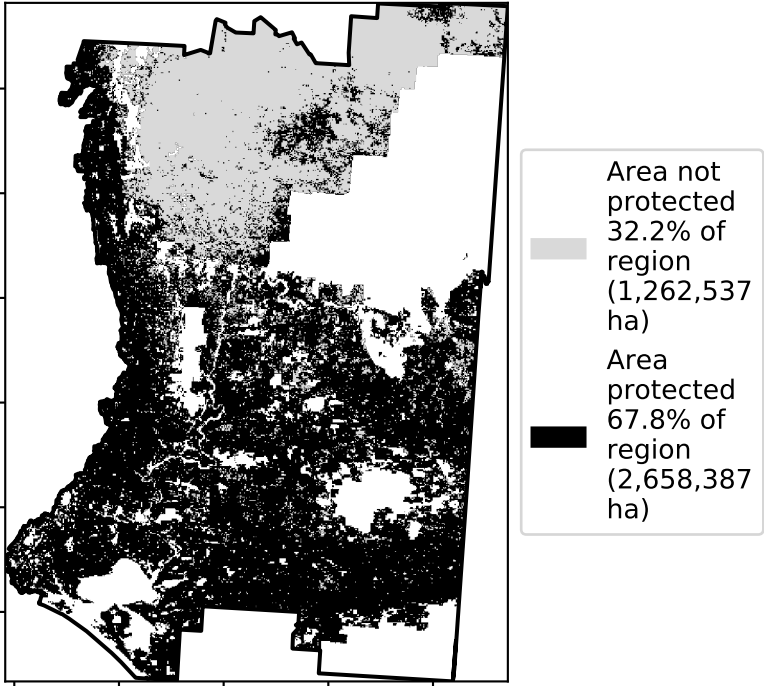 Area not
protected
32.2% of
region
(1,262,537
ha)
Area
protected
67.8% of
region
(2,658,387
ha)